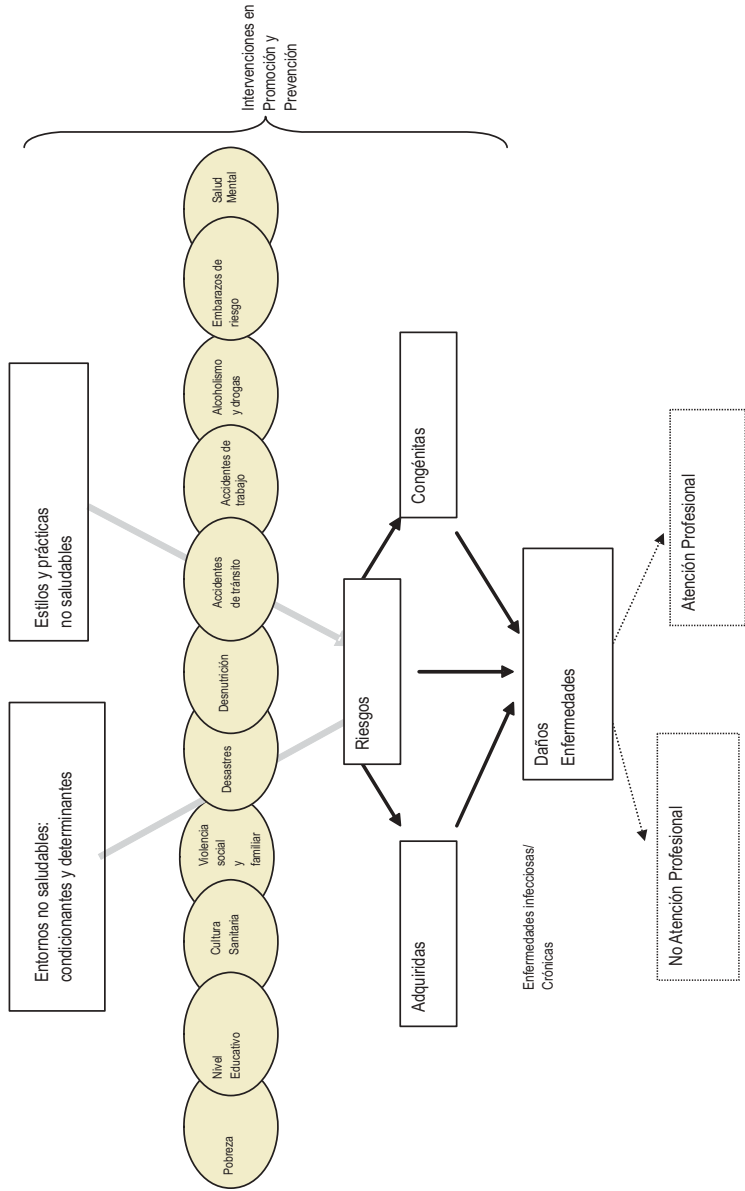 Entornos no saludables:
condicionantes y determinantes
Estilos y prácticas
no saludables
Pobreza
Nivel
Educativo
Cultura
Sanitaria
Violencia
social
y
familiar
Desastres
Desnutrición
Accidentes
de tránsito
Accidentes de
trabajo
Alcoholismo
y drogas
Embarazos de
riesgo
Salud
Mental
Intervenciones en
Promoción y
Prevención
Riesgos
Adquiridas
Congénitas
Enfermedades infecciosas/
Crónicas
Daños
Enfermedades
No Atención Profesional
Atención Profesional